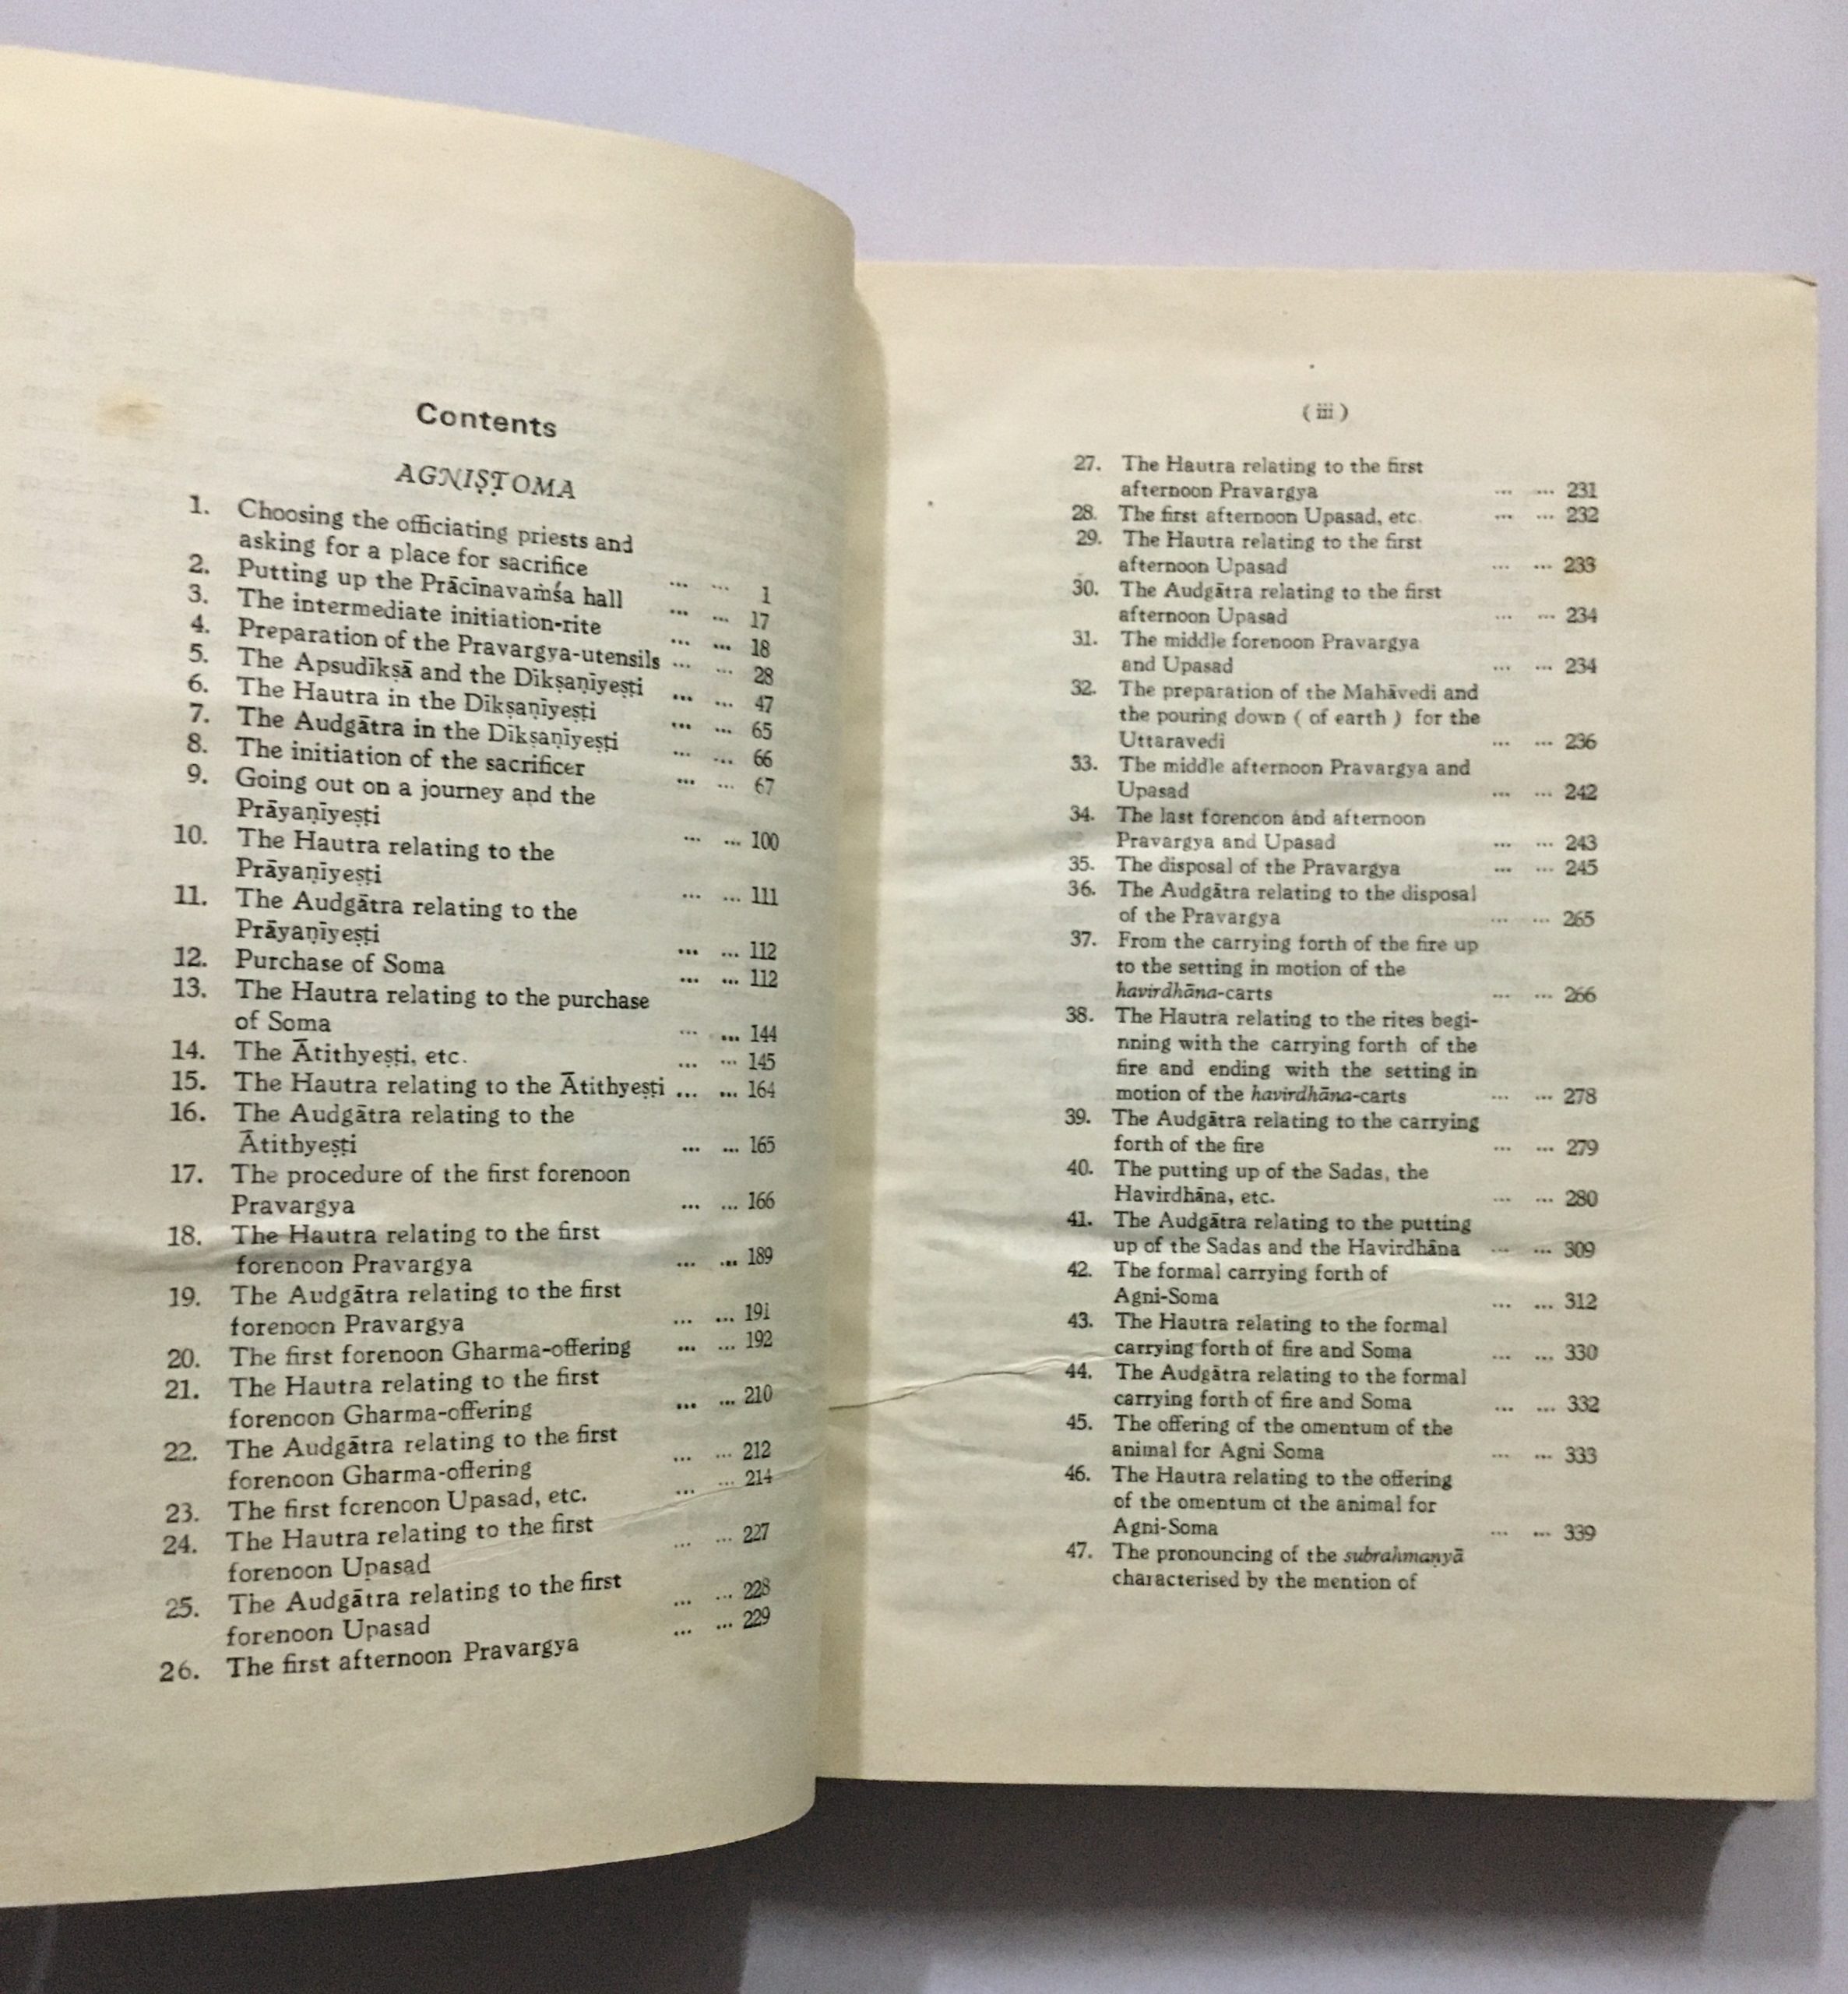 Contents
AGNIṢṬOMA
1. Choosing the officiating priests and
asking for a place for sacrifice ... ... 1
2. Putting up the Prācīnavaṁśa hall ... ... 17
3. The intermediate initiation-rite ... ... 18
4. Preparation of the Pravargya-utensils ... ... 28
5. The Apsudīkṣā and the Dīkṣaṇīyeṣṭi ... ... 47
6. The Hautra in the Dīkṣaṇīyeṣṭi ... ... 65
7. The Audgātra in the Dīkṣaṇīyeṣṭi ... ... 66
8. The initiation of the sacrificer ... ... 67
9. Going out on a journey and the
Prāyaṇīyeṣṭi ... ... 100
10. The Hautra relating to the
Prāyaṇīyeṣṭi ... ... 111
11. The Audgātra relating to the
Prāyaṇīyeṣṭi ... ... 112
12. Purchase of Soma ... ... 112
13. The Hautra relating to the purchase
of Soma ... ... 144
14. The Ātithyeṣṭi, etc. ... ... 145
15. The Hautra relating to the Ātithyeṣṭi ... ... 164
16. The Audgātra relating to the
Ātithyeṣṭi ... ... 165
17. The procedure of the first forenoon
Pravargya ... ... 166
18. The Hautra relating to the first
forenoon Pravargya ... ... 189
19. The Audgātra relating to the first
forenoon Pravargya ... ... 191
20. The first forenoon Gharma-offering ... ... 192
21. The Hautra relating to the first
forenoon Gharma-offering ... ... 210
22. The Audgātra relating to the first
forenoon Gharma-offering ... ... 212
23. The first forenoon Upasad, etc. ... ... 214
24. The Hautra relating to the first
forenoon Upasad ... ... 227
25. The Audgātra relating to the first
forenoon Upasad ... ... 228
26. The first afternoon Pravargya ... ... 229
( iii )
27. The Hautra relating to the first
afternoon Pravargya ... ... 231
28. The first afternoon Upasad, etc. ... ... 232
29. The Hautra relating to the first
afternoon Upasad ... ... 233
30. The Audgātra relating to the first
afternoon Upasad ... ... 234
31. The middle forenoon Pravargya
and Upasad ... ... 234
32. The preparation of the Mahāvedi and
the pouring down ( of earth ) for the
Uttaravedi ... ... 236
33. The middle afternoon Pravargya and
Upasad ... ... 242
34. The last forencon and afternoon
Pravargya and Upasad ... ... 243
35. The disposal of the Pravargya ... ... 245
36. The Audgātra relating to the disposal
of the Pravargya ... ... 265
37. From the carrying forth of the fire up
to the setting in motion of the
havirdhāna-carts ... ... 266
38. The Hautra relating to the rites begi-
nning with the carrying forth of the
fire and ending with the setting in
motion of the havirdhāna-carts ... ... 278
39. The Audgātra relating to the carrying
forth of the fire ... ... 279
40. The putting up of the Sadas, the
Havirdhāna, etc. ... ... 280
41. The Audgātra relating to the putting
up of the Sadas and the Havirdhāna ... ... 309
42. The formal carrying forth of
Agni-Soma ... ... 312
43. The Hautra relating to the formal
carrying forth of fire and Soma ... ... 330
44. The Audgātra relating to the formal
carrying forth of fire and Soma ... ... 332
45. The offering of the omentum of the
animal for Agni Soma ... ... 333
46. The Hautra relating to the offering
of the omentum ot the animal for
Agni-Soma ... ... 339
47. The pronouncing of the subrahmaṇyā
characterised by the mention of